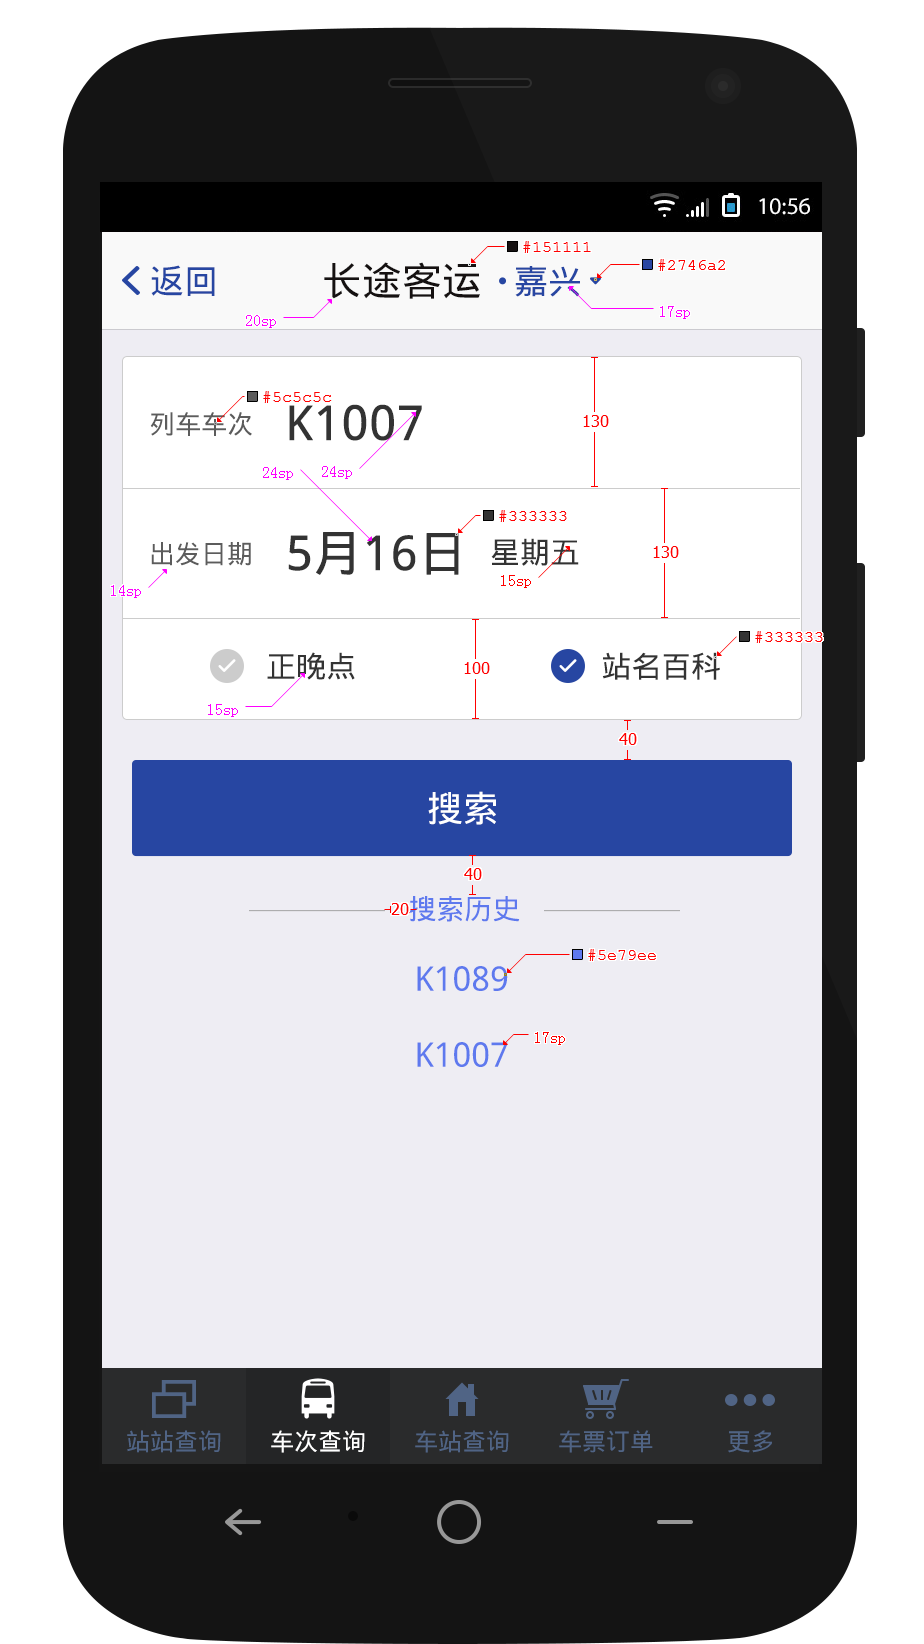 10:56
#151111
返回 长途客运 ·嘉兴
#2746a2
20sp
17sp
#5c5c5c
列车车次 K1007
130
24sp 24sp
#333333
出发日期 5月16日 星期五
130
14sp
15sp
#333333
正晚点 站名百科
100
15sp
40
搜索
40
20 搜索历史
#5e79ee
K1089
17sp
K1007
站站查询 车次查询 车站查询 车票订单 更多